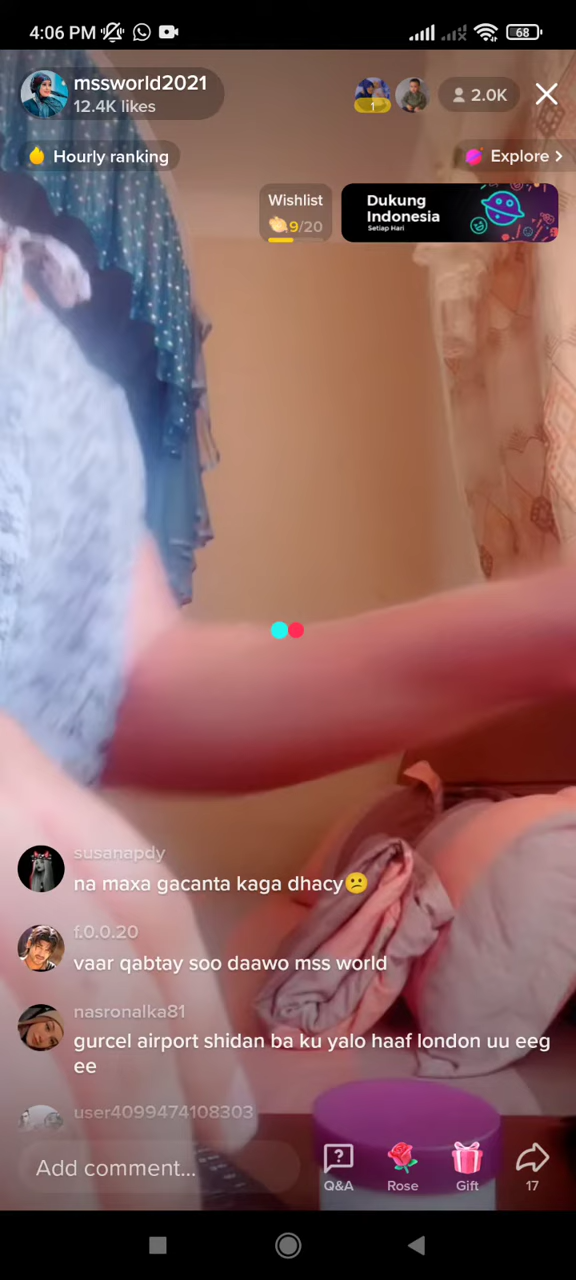 4:06 PM
68
mssworld2021
12.4K likes
1
2.0K
Hourly ranking
Explore >
Wishlist
9/20
Dukung
Indonesia
Setiap Hari
susanapdy
na maxa gacanta kaga dhacy😕
f.0.0.20
vaar qabtay soo daawo mss world
nasronalka81
gurcel airport shidan ba ku yalo haaf london uu eeg
ee
user4099474108303
Add comment...
Q&A
Rose
Gift
17